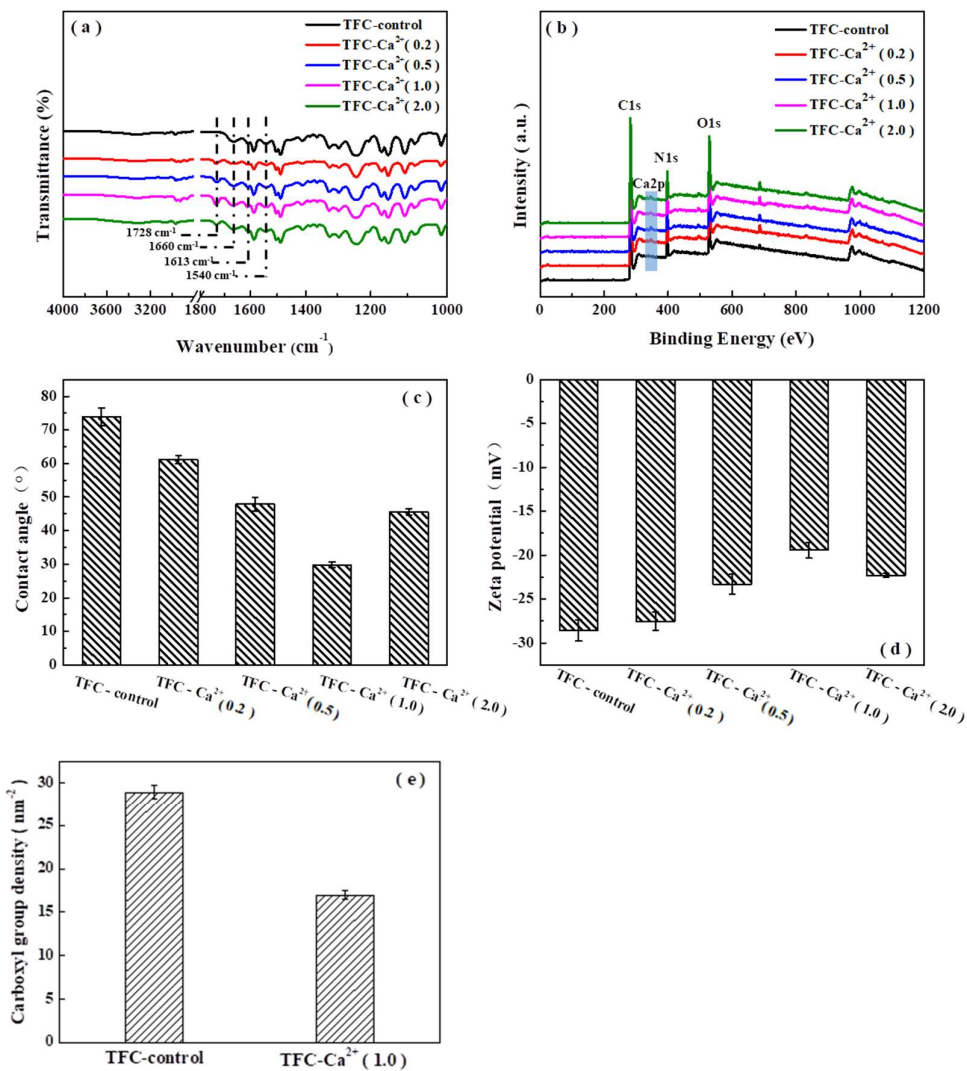 ( a )
TFC-control
TFC-Ca²⁺( 0.2 )
TFC-Ca²⁺( 0.5 )
TFC-Ca²⁺( 1.0 )
TFC-Ca²⁺( 2.0 )
Transmittance (%)
1728 cm⁻¹
1660 cm⁻¹
1613 cm⁻¹
1540 cm⁻¹
4000 3600 3200 1800 1600 1400 1200 1000
Wavenumber (cm⁻¹)
( b )
TFC-control
TFC-Ca²⁺ ( 0.2 )
TFC-Ca²⁺ ( 0.5 )
TFC-Ca²⁺ ( 1.0 )
TFC-Ca²⁺ ( 2.0 )
Intensity ( a.u. )
C1s
O1s
N1s
Ca2p
0 200 400 600 800 1000 1200
Binding Energy (eV)
( c )
Contact angle ( ○ )
80
70
60
50
40
30
20
10
0
TFC - control
TFC - Ca²⁺ ( 0.2 )
TFC - Ca²⁺ ( 0.5 )
TFC - Ca²⁺ ( 1.0 )
TFC - Ca²⁺ ( 2.0 )
Zeta potential ( mV )
0
-5
-10
-15
-20
-25
-30
( d )
TFC - control
TFC - Ca²⁺ ( 0.2 )
TFC - Ca²⁺ ( 0.5 )
TFC - Ca²⁺ ( 1.0 )
TFC - Ca²⁺ ( 2.0 )
( e )
Carboxyl group density ( nm⁻² )
30
25
20
15
10
5
0
TFC-control
TFC-Ca²⁺ ( 1.0 )